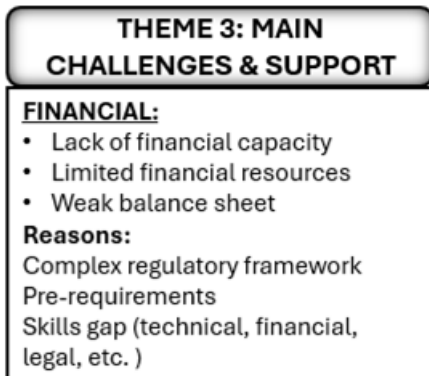 THEME 3: MAIN
CHALLENGES & SUPPORT
FINANCIAL:
• Lack of financial capacity
• Limited financial resources
• Weak balance sheet
Reasons:
Complex regulatory framework
Pre-requirements
Skills gap (technical, financial,
legal, etc. )